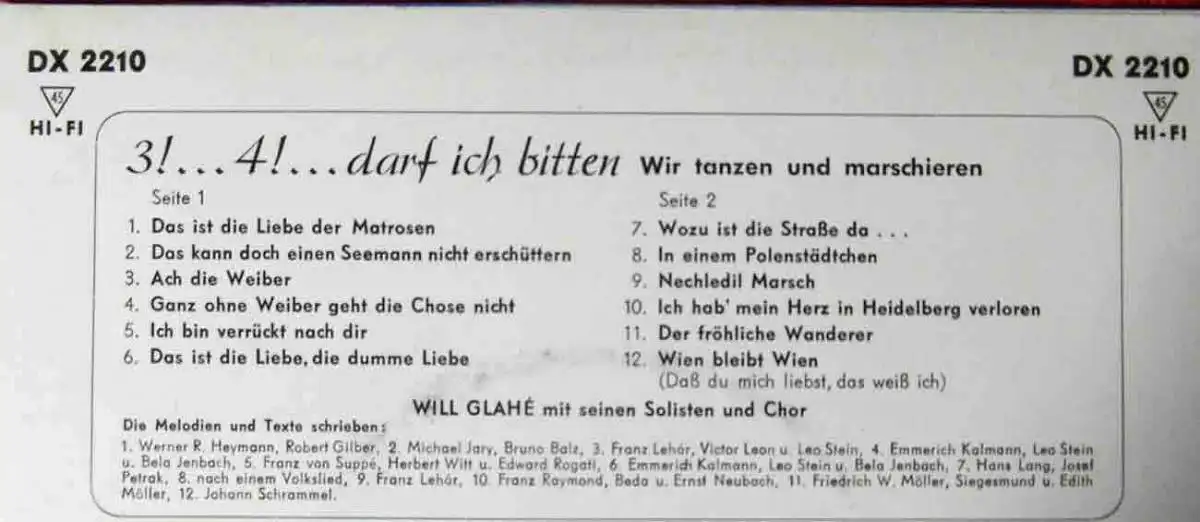 DX 2210 DX 2210
45 45
HI-FI HI-FI
3!...4!...darf ich bitten Wir tanzen und marschieren
Seite 1
1. Das ist die Liebe der Matrosen
2. Das kann doch einen Seemann nicht erschüttern
3. Ach die Weiber
4. Ganz ohne Weiber geht die Chose nicht
5. Ich bin verrückt nach dir
6. Das ist die Liebe, die dumme Liebe
Seite 2
7. Wozu ist die Straße da . . .
8. In einem Polenstädtchen
9. Nechledil Marsch
10. Ich hab' mein Herz in Heidelberg verloren
11. Der fröhliche Wanderer
12. Wien bleibt Wien
(Daß du mich liebst, das weiß ich)
WILL GLAHÉ mit seinen Solisten und Chor
Die Melodien und Texte schrieben:
1. Werner R. Heymann, Robert Gilber, 2. Michael Jary, Bruno Balz, 3. Franz Lehár, Victor Leon u. Leo Stein, 4. Emmerich Kalmann, Leo Stein
u. Bela Jenbach, 5. Franz von Suppé, Herbert Witt u. Edward Rogati, 6. Emmerich Kalmann, Leo Stein u. Bela Jenbach, 7. Hans Lang, Josef
Petrak, 8. nach einem Volkslied, 9. Franz Lehár, 10. Franz Raymond, Beda u. Ernst Neubach, 11. Friedrich W. Möller, Siegesmund u. Edith
Möller, 12. Johann Schrammel.